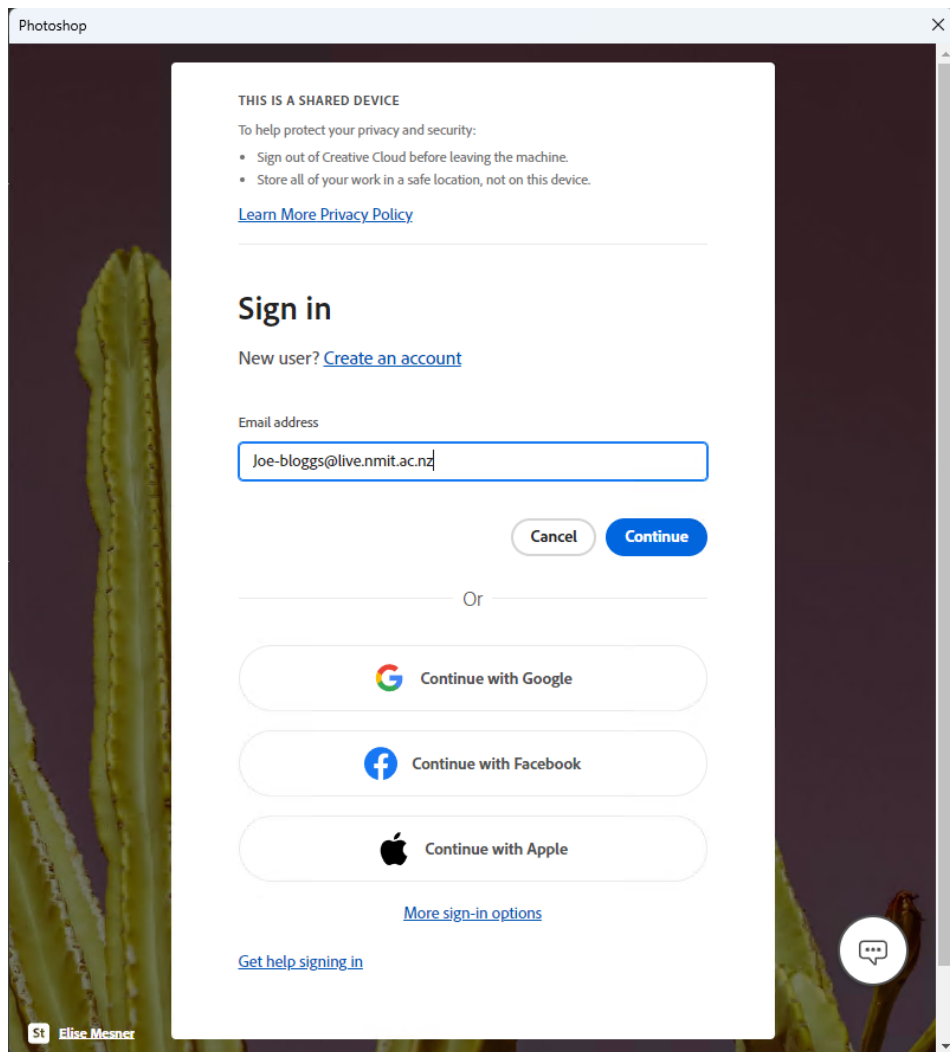 Photoshop
THIS IS A SHARED DEVICE
To help protect your privacy and security:
Sign out of Creative Cloud before leaving the machine.
Store all of your work in a safe location, not on this device.
Learn More Privacy Policy
Sign in
New user? Create an account
Email address
Joe-bloggs@live.nmit.ac.nz
Cancel Continue
Or
Continue with Google
Continue with Facebook
Continue with Apple
More sign-in options
Get help signing in
St Elise Mesner